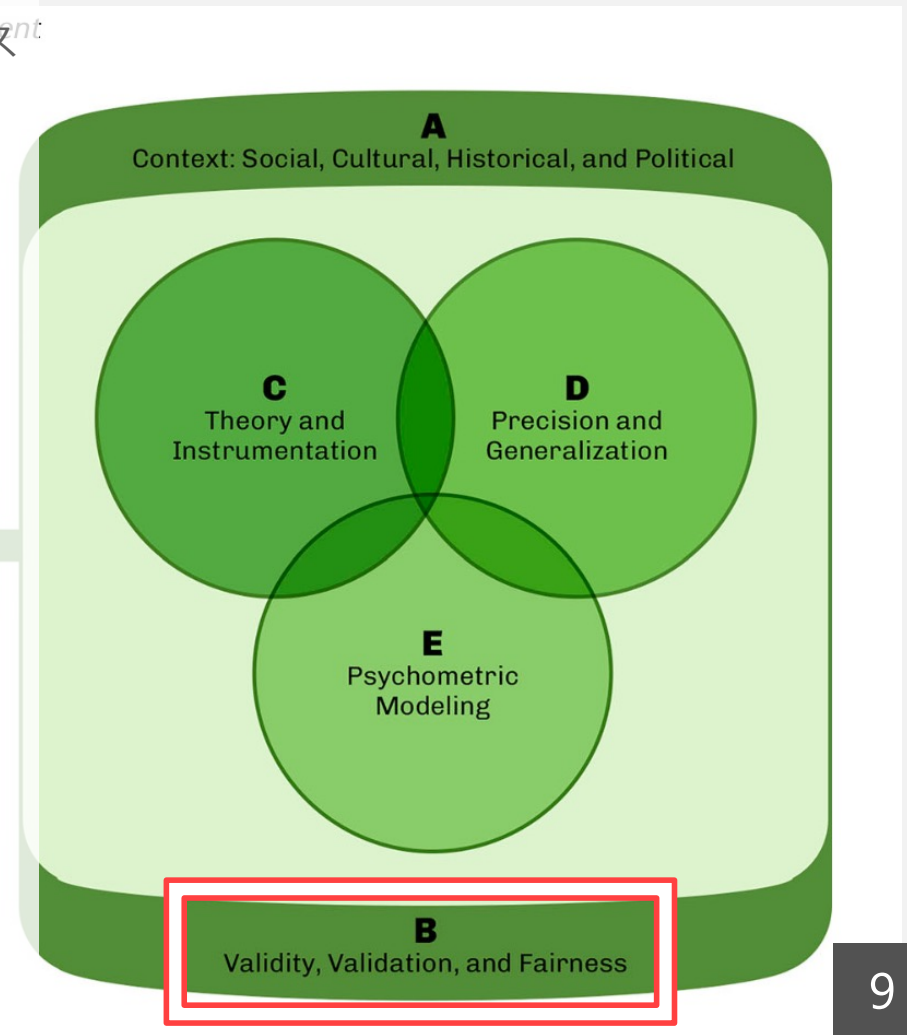 A
Context: Social, Cultural, Historical, and Political
C
Theory and
Instrumentation
D
Precision and
Generalization
E
Psychometric
Modeling
B
Validity, Validation, and Fairness
9